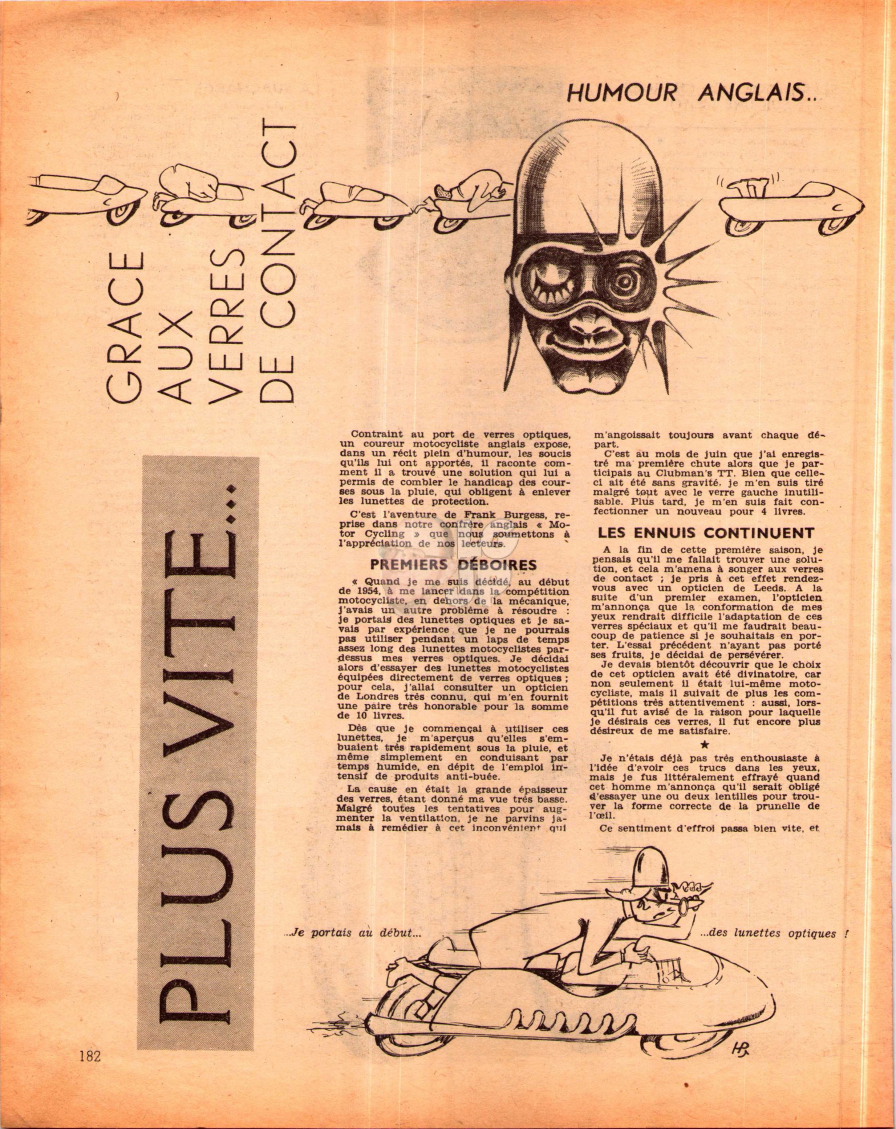 HUMOUR ANGLAIS..
GRACE
AUX
VERRES
DE CONTACT
PLUS VITE...
Contraint au port de verres optiques,
un coureur motocycliste anglais expose,
dans un récit plein d'humour, les soucis
qu'ils lui ont apportés, il raconte com-
ment il a trouvé une solution qui lui a
permis de combler le handicap des cour-
ses sous la pluie, qui obligent à enlever
les lunettes de protection.
C'est l'aventure de Frank Burgess, re-
prise dans notre confrère anglais « Mo-
tor Cycling » que nous soumettons à
l'appréciation de nos lecteurs.
PREMIERS DÉBOIRES
« Quand je me suis décidé, au début
de 1954, à me lancer dans la compétition
motocycliste, en dehors de la mécanique,
j'avais un autre problème à résoudre :
je portais des lunettes optiques et je sa-
vais par expérience que je ne pourrais
pas utiliser pendant un laps de temps
assez long des lunettes motocyclistes par-
dessus mes verres optiques. Je décidai
alors d'essayer des lunettes motocyclistes
équipées directement de verres optiques ;
pour cela, j'allai consulter un opticien
de Londres très connu, qui m'en fournit
une paire très honorable pour la somme
de 10 livres.
Dès que je commençai à utiliser ces
lunettes, je m'aperçus qu'elles s'em-
buaient très rapidement sous la pluie, et
même simplement en conduisant par
temps humide, en dépit de l'emploi in-
tensif de produits anti-buée.
La cause en était la grande épaisseur
des verres, étant donné ma vue très basse.
Malgré toutes les tentatives pour aug-
menter la ventilation, je ne parvins ja-
mais à remédier à cet inconvénient qui
m'angoissait toujours avant chaque dé-
part.
C'est au mois de juin que j'ai enregis-
tré ma première chute alors que je par-
ticipais au Clubman's TT. Bien que celle-
ci ait été sans gravité, je m'en suis tiré
malgré tout avec le verre gauche inutili-
sable. Plus tard, je m'en suis fait con-
fectionner un nouveau pour 4 livres.
LES ENNUIS CONTINUENT
A la fin de cette première saison, je
pensais qu'il me fallait trouver une solu-
tion, et cela m'amena à songer aux verres
de contact ; je pris à cet effet rendez-
vous avec un opticien de Leeds. A la
suite d'un premier examen, l'opticien
m'annonça que la conformation de mes
yeux rendrait difficile l'adaptation de ces
verres spéciaux et qu'il me faudrait beau-
coup de patience si je souhaitais en por-
ter. L'essai précédent n'ayant pas porté
ses fruits, je décidai de persévérer.
Je devais bientôt découvrir que le choix
de cet opticien avait été divinatoire, car
non seulement il était lui-même moto-
cycliste, mais il suivait de plus les com-
pétitions très attentivement : aussi, lors-
qu'il fut avisé de la raison pour laquelle
je désirais ces verres, il fut encore plus
désireux de me satisfaire.
★
Je n'étais déjà pas très enthousiaste à
l'idée d'avoir ces trucs dans les yeux,
mais je fus littéralement effrayé quand
cet homme m'annonça qu'il serait obligé
d'essayer une ou deux lentilles pour trou-
ver la forme correcte de la prunelle de
l'œil.
Ce sentiment d'effroi passa bien vite, et
...Je portais au début...
...des lunettes optiques !
182